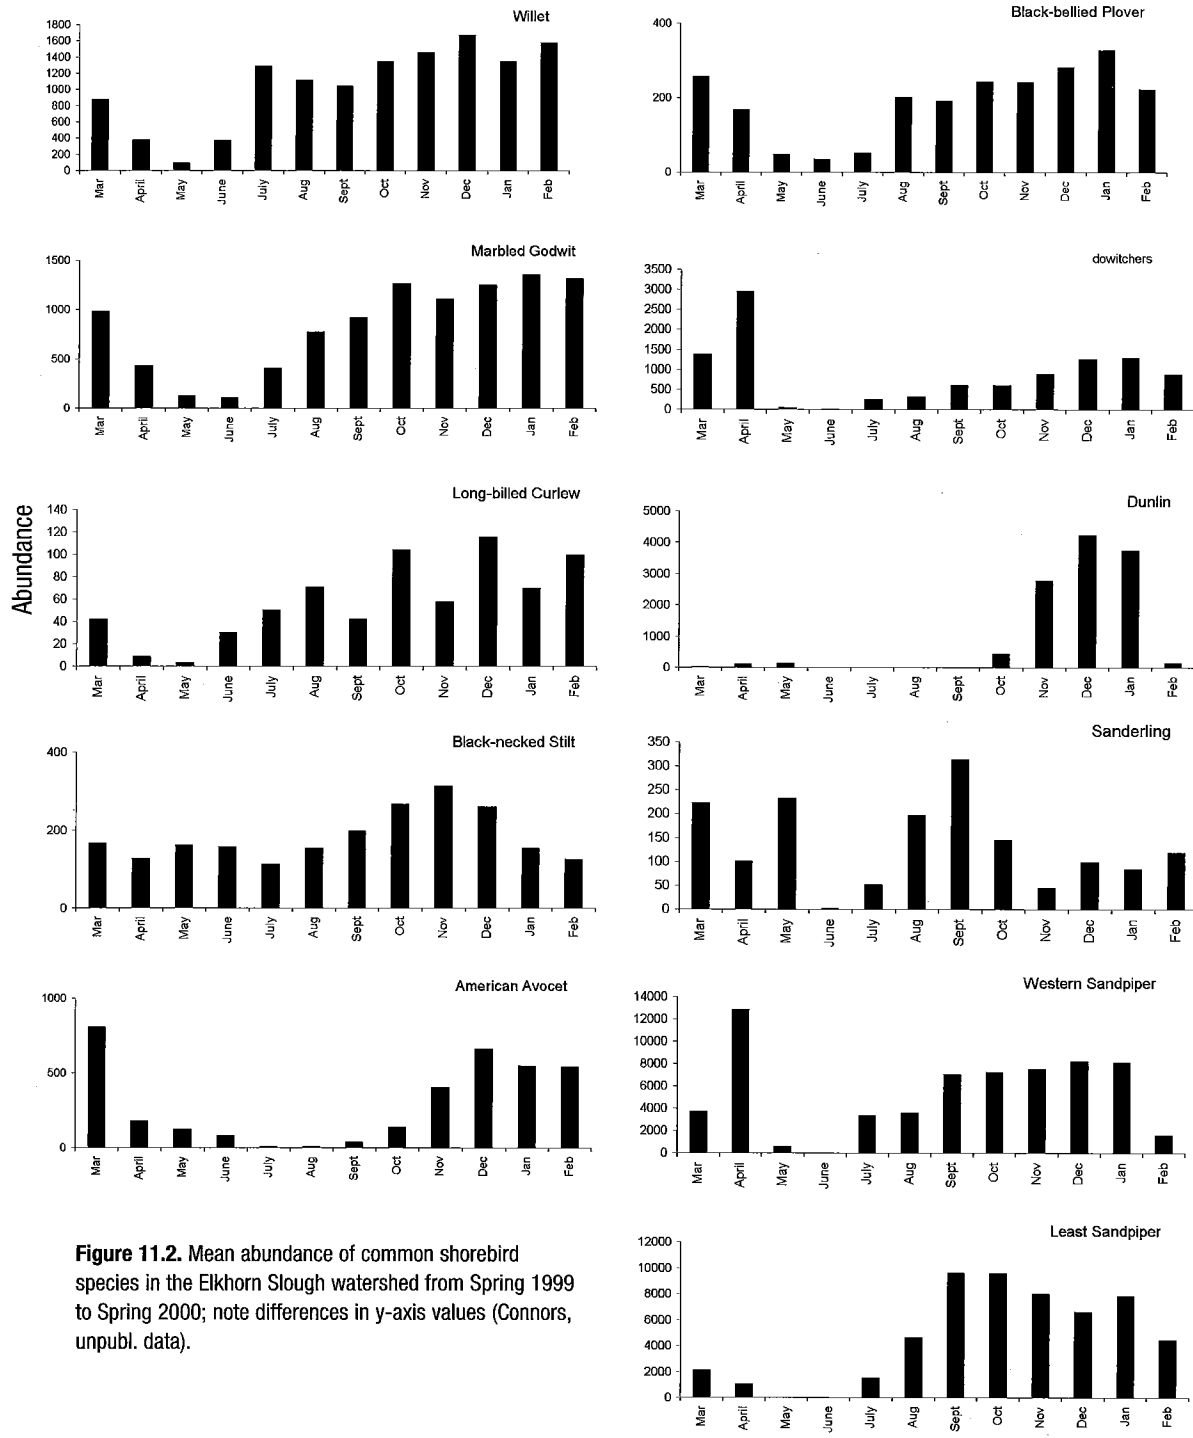 Willet
1800
1600
1400
1200
1000
800
600
400
200
0
Mar April May June July Aug Sept Oct Nov Dec Jan Feb
Marbled Godwit
1500
1000
500
0
Mar April May June July Aug Sept Oct Nov Dec Jan Feb
Abundance
Long-billed Curlew
140
120
100
80
60
40
20
0
Mar April May June July Aug Sept Oct Nov Dec Jan Feb
Black-necked Stilt
400
200
0
Mar April May June July Aug Sept Oct Nov Dec Jan Feb
American Avocet
1000
500
0
Mar April May June July Aug Sept Oct Nov Dec Jan Feb
Black-bellied Plover
400
200
0
Mar April May June July Aug Sept Oct Nov Dec Jan Feb
dowitchers
3500
3000
2500
2000
1500
1000
500
0
Mar April May June July Aug Sept Oct Nov Dec Jan Feb
Dunlin
5000
4000
3000
2000
1000
0
Mar April May June July Aug Sept Oct Nov Dec Jan Feb
Sanderling
350
300
250
200
150
100
50
0
Mar April May June July Aug Sept Oct Nov Dec Jan Feb
Western Sandpiper
14000
12000
10000
8000
6000
4000
2000
0
Mar April May June July Aug Sept Oct Nov Dec Jan Feb
Least Sandpiper
12000
10000
8000
6000
4000
2000
0
Mar April May June July Aug Sept Oct Nov Dec Jan Feb
Figure 11.2. Mean abundance of common shorebird
species in the Elkhorn Slough watershed from Spring 1999
to Spring 2000; note differences in y-axis values (Connors,
unpubl. data).